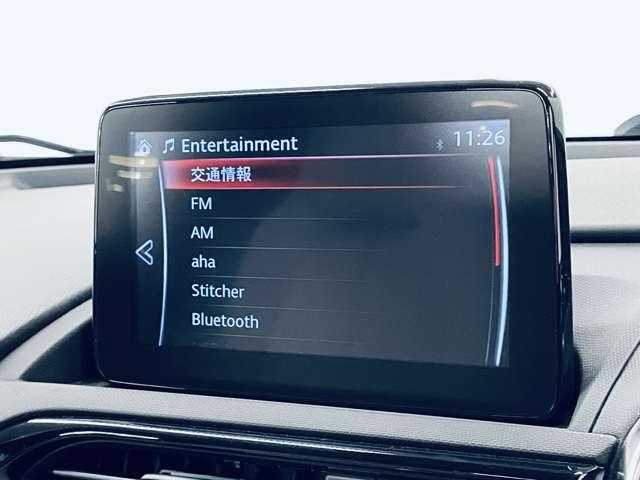 Entertainment
11:26
交通情報
FM
AM
aha
Stitcher
Bluetooth